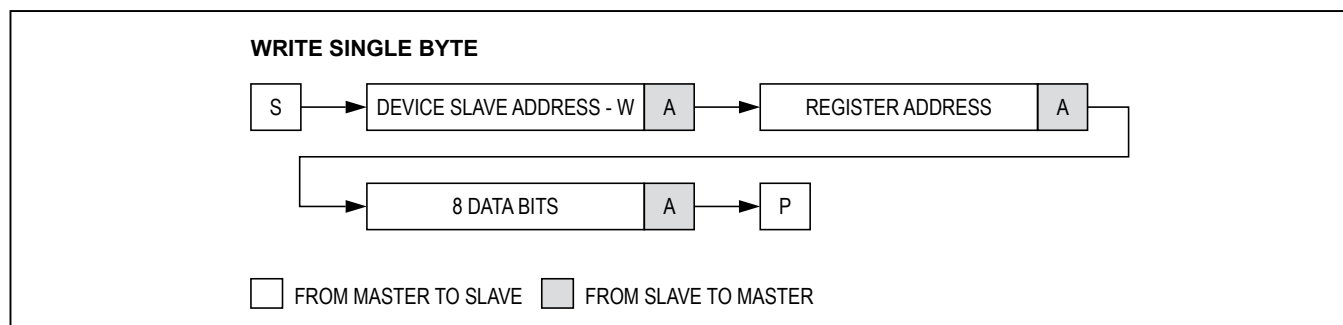 WRITE SINGLE BYTE
S DEVICE SLAVE ADDRESS - W A REGISTER ADDRESS A
8 DATA BITS A P
FROM MASTER TO SLAVE FROM SLAVE TO MASTER